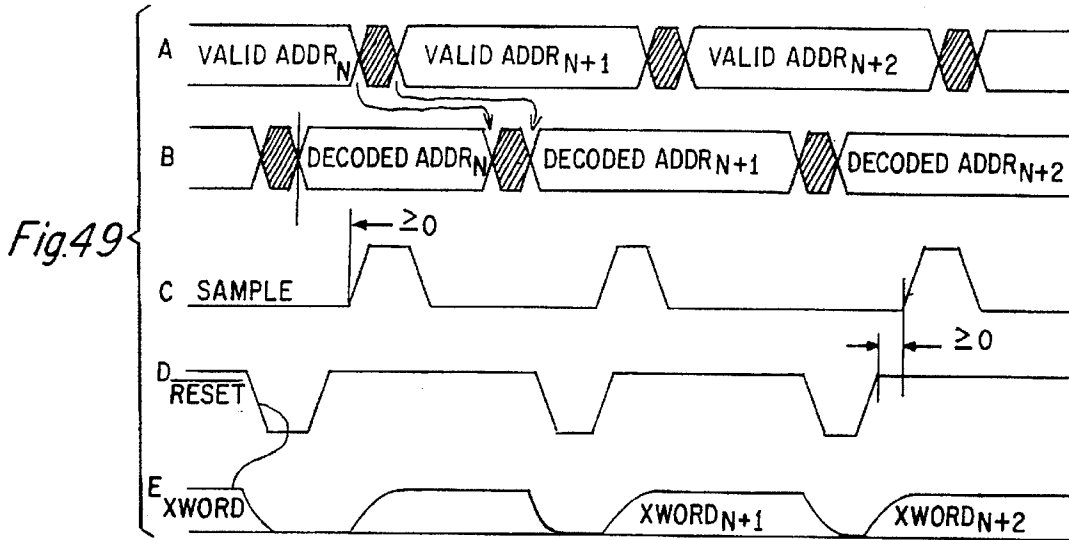 A VALID ADDR_N VALID ADDR_N+1 VALID ADDR_N+2
B DECODED ADDR_N DECODED ADDR_N+1 DECODED ADDR_N+2
≥0
Fig.49
C SAMPLE
≥0
D
RESET
E
XWORD XWORD_N+1 XWORD_N+2